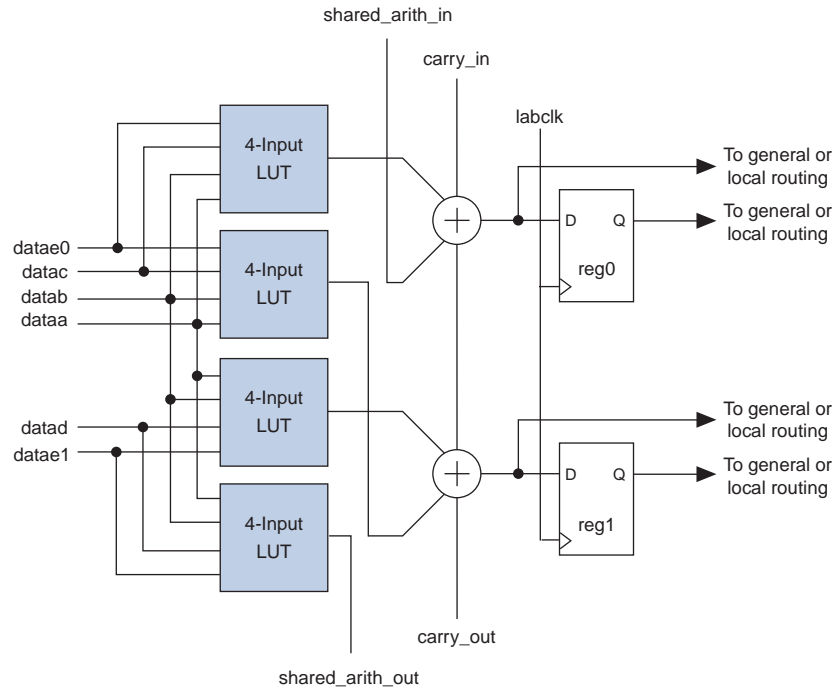 shared_arith_in
carry_in
labclk
4-Input
LUT
To general or
local routing
D Q
reg0
To general or
local routing
datae0
datac
datab
dataa
4-Input
LUT
4-Input
LUT
To general or
local routing
datad
datae1
D Q
reg1
To general or
local routing
4-Input
LUT
carry_out
shared_arith_out